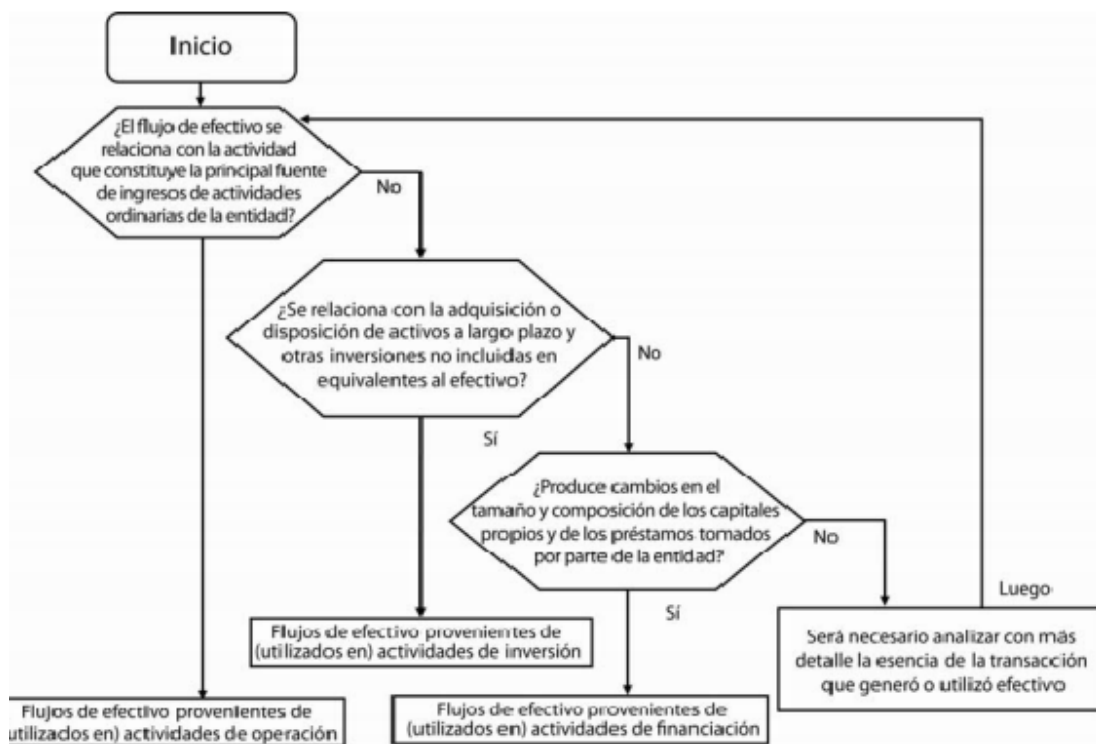 Inicio
¿El flujo de efectivo se
relaciona con la actividad
que constituye la principal fuente
de ingresos de actividades
ordinarias de la entidad?
No
¿Se relaciona con la adquisición o
disposición de activos a largo plazo y
otras inversiones no incluidas en
equivalentes al efectivo?
No
Sí
¿Produce cambios en el
tamaño y composición de los capitales
propios y de los préstamos tomados
por parte de la entidad?
No
Sí
Luego
Será necesario analizar con más
detalle la esencia de la transacción
que generó o utilizó efectivo
Flujos de efectivo provenientes de
(utilizados en) actividades de inversión
Flujos de efectivo provenientes de
(utilizados en) actividades de financiación
Flujos de efectivo provenientes de
utilizados en) actividades de operación